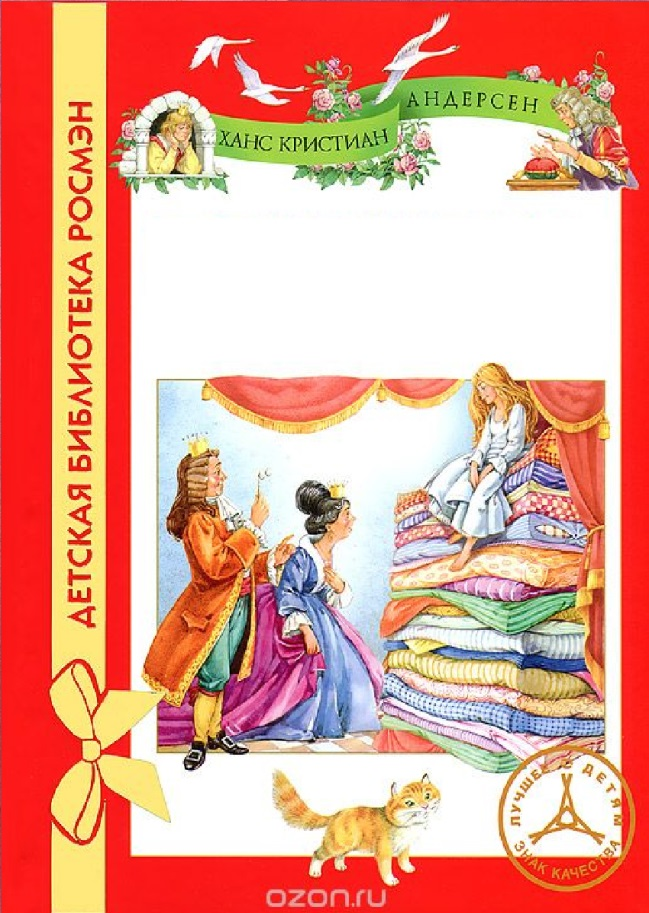 ХАНС КРИСТИАН АНДЕРСЕН
ДЕТСКАЯ БИБЛИОТЕКА РОСМЭН
ЛУЧШЕЕ ДЕТЯМ
ЗНАК КАЧЕСТВА
ozon.ru